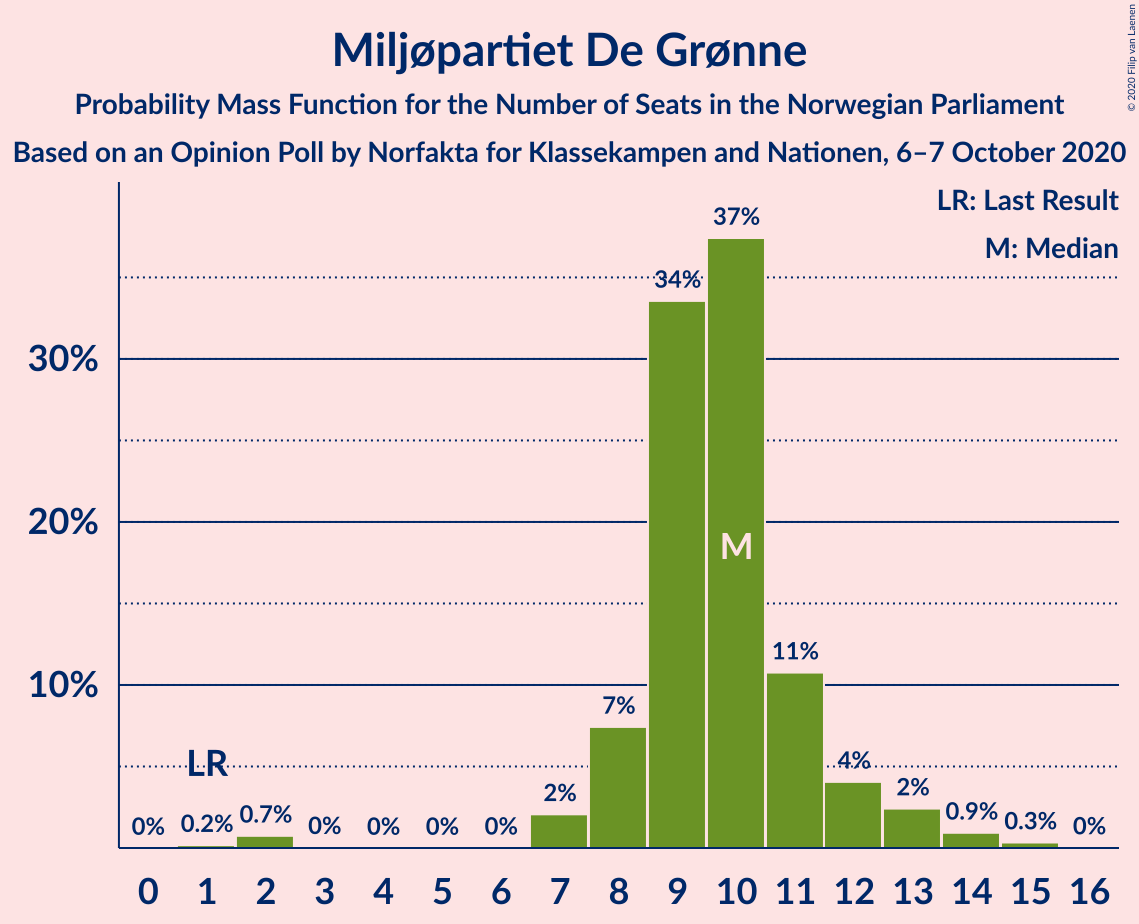 Miljøpartiet De Grønne
Probability Mass Function for the Number of Seats in the Norwegian Parliament
Based on an Opinion Poll by Norfakta for Klassekampen and Nationen, 6–7 October 2020
© 2020 Filip van Laenen
LR: Last Result
M: Median
37%
34%
30%
20%
M
11%
10%
7%
LR
4%
2%
2%
0% 0.2% 0.7% 0% 0% 0% 0% 0.9% 0.3% 0%
0 1 2 3 4 5 6 7 8 9 10 11 12 13 14 15 16